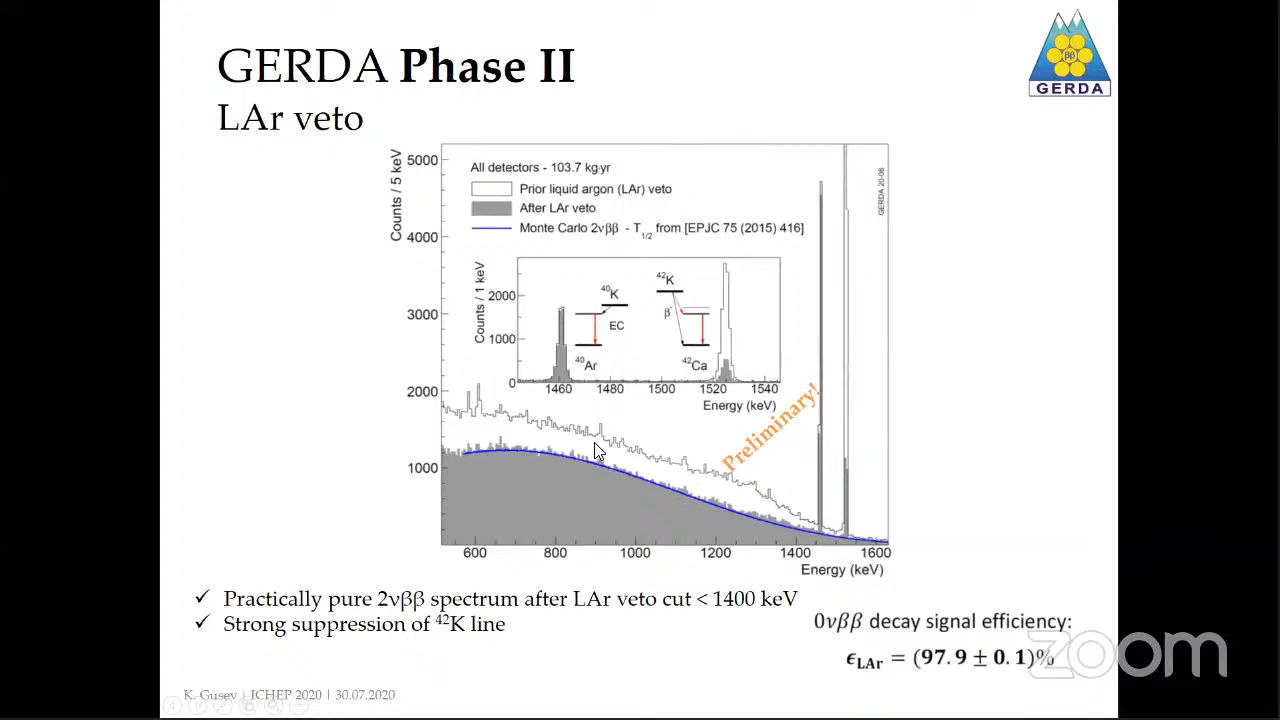 GERDA Phase II
LAr veto
ββ
GERDA
Counts / 5 keV
5000
4000
3000
2000
1000
All detectors - 103.7 kg·yr
Prior liquid argon (LAr) veto
After LAr veto
Monte Carlo 2νββ - T1/2 from [EPJC 75 (2015) 416]
GERDA 20-06
Counts / 1 keV
2000
1000
0
40K
EC
40Ar
42K
β-
42Ca
1460 1480 1500 1520 1540
Energy (keV)
Preliminary!
600 800 1000 1200 1400 1600
Energy (keV)
✓ Practically pure 2νββ spectrum after LAr veto cut < 1400 keV
✓ Strong suppression of 42K line
0νββ decay signal efficiency:
ϵLAr = (97.9 ± 0.1)%
zoom
K. Gusev | ICHEP 2020 | 30.07.2020